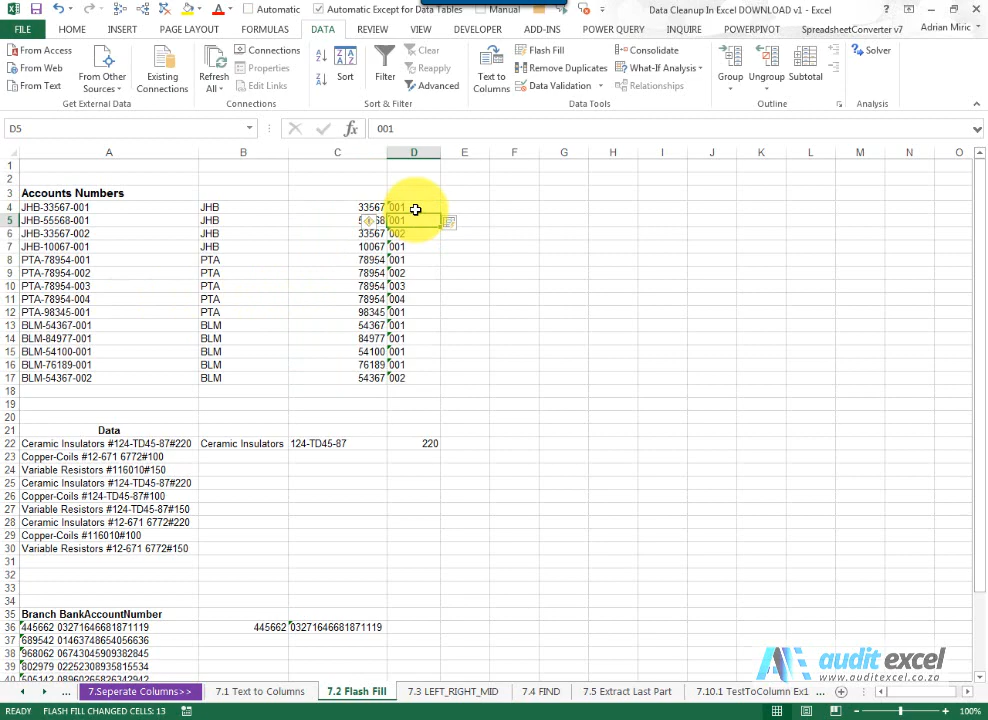 Automatic Automatic Except for Data Tables Manual Data Cleanup In Excel DOWNLOAD v1 - Excel
FILE HOME INSERT PAGE LAYOUT FORMULAS DATA REVIEW VIEW DEVELOPER ADD-INS POWER QUERY INQUIRE POWERPIVOT SpreadsheetConverter v7 Adrian Miric
From Access
From Web
From Text
From Other Sources
Existing Connections
Get External Data
Refresh All
Connections
Properties
Edit Links
Connections
Sort
Filter
Clear
Reapply
Advanced
Sort & Filter
Text to Columns
Flash Fill
Remove Duplicates
Data Validation
Consolidate
What-If Analysis
Relationships
Data Tools
Group
Ungroup
Subtotal
Outline
Solver
Analysis
D5 fx 001
A B C D E F G H I J K L M N O
1
2
3 Accounts Numbers
4 JHB-33567-001 JHB 33567 001
5 JHB-55568-001 JHB 68 001
6 JHB-33567-002 JHB 33567 002
7 JHB-10067-001 JHB 10067 001
8 PTA-78954-001 PTA 78954 001
9 PTA-78954-002 PTA 78954 002
10 PTA-78954-003 PTA 78954 003
11 PTA-78954-004 PTA 78954 004
12 PTA-98345-001 PTA 98345 001
13 BLM-54367-001 BLM 54367 001
14 BLM-84977-001 BLM 84977 001
15 BLM-54100-001 BLM 54100 001
16 BLM-76189-001 BLM 76189 001
17 BLM-54367-002 BLM 54367 002
18
19
20
21 Data
22 Ceramic Insulators #124-TD45-87#220 Ceramic Insulators 124-TD45-87 220
23 Copper-Coils #12-671 6772#100
24 Variable Resistors #116010#150
25 Ceramic Insulators #124-TD45-87#220
26 Copper-Coils #124-TD45-87#100
27 Variable Resistors #124-TD45-87#150
28 Ceramic Insulators #12-671 6772#220
29 Copper-Coils #116010#100
30 Variable Resistors #12-671 6772#150
31
32
33
34
35 Branch BankAccountNumber
36 445662 03271646681871119 445662 03271646681871119
37 689542 01463748654056636
38 968062 06743045909382845
39 802979 02252308935815534
40 505142 08960265634294
audit excel
www.auditexcel.co.za
... 7.Seperate Columns>> 7.1 Text to Columns 7.2 Flash Fill 7.3 LEFT_RIGHT_MID 7.4 FIND 7.5 Extract Last Part 7.10.1 TestToColumn Ex1 ...
READY FLASH FILL CHANGED CELLS: 13 100%